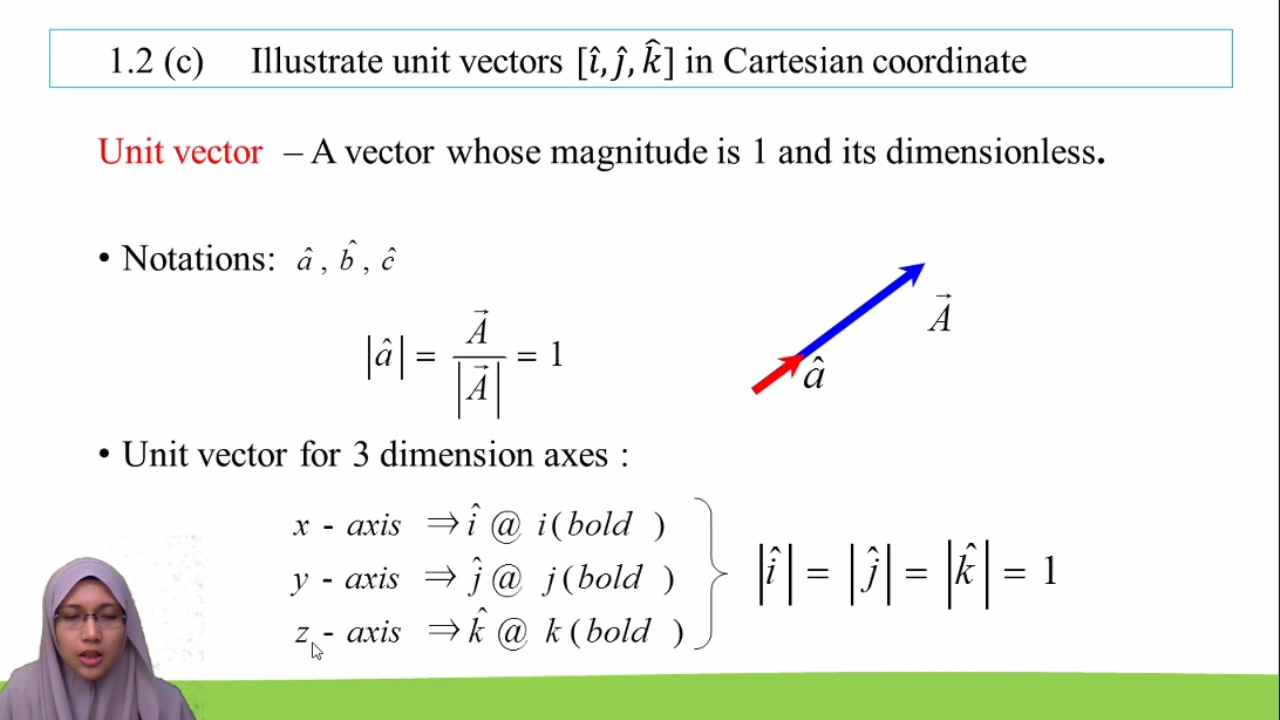 1.2 (c) Illustrate unit vectors [î, ĵ, k̂] in Cartesian coordinate
Unit vector – A vector whose magnitude is 1 and its dimensionless.
• Notations: â , b̂ , ĉ
|â| = A⃗ / |A⃗| = 1
A⃗
â
• Unit vector for 3 dimension axes :
x - axis ⇒ î @ i(bold )
y - axis ⇒ ĵ @ j(bold )
z - axis ⇒ k̂ @ k(bold )
|î| = |ĵ| = |k̂| = 1